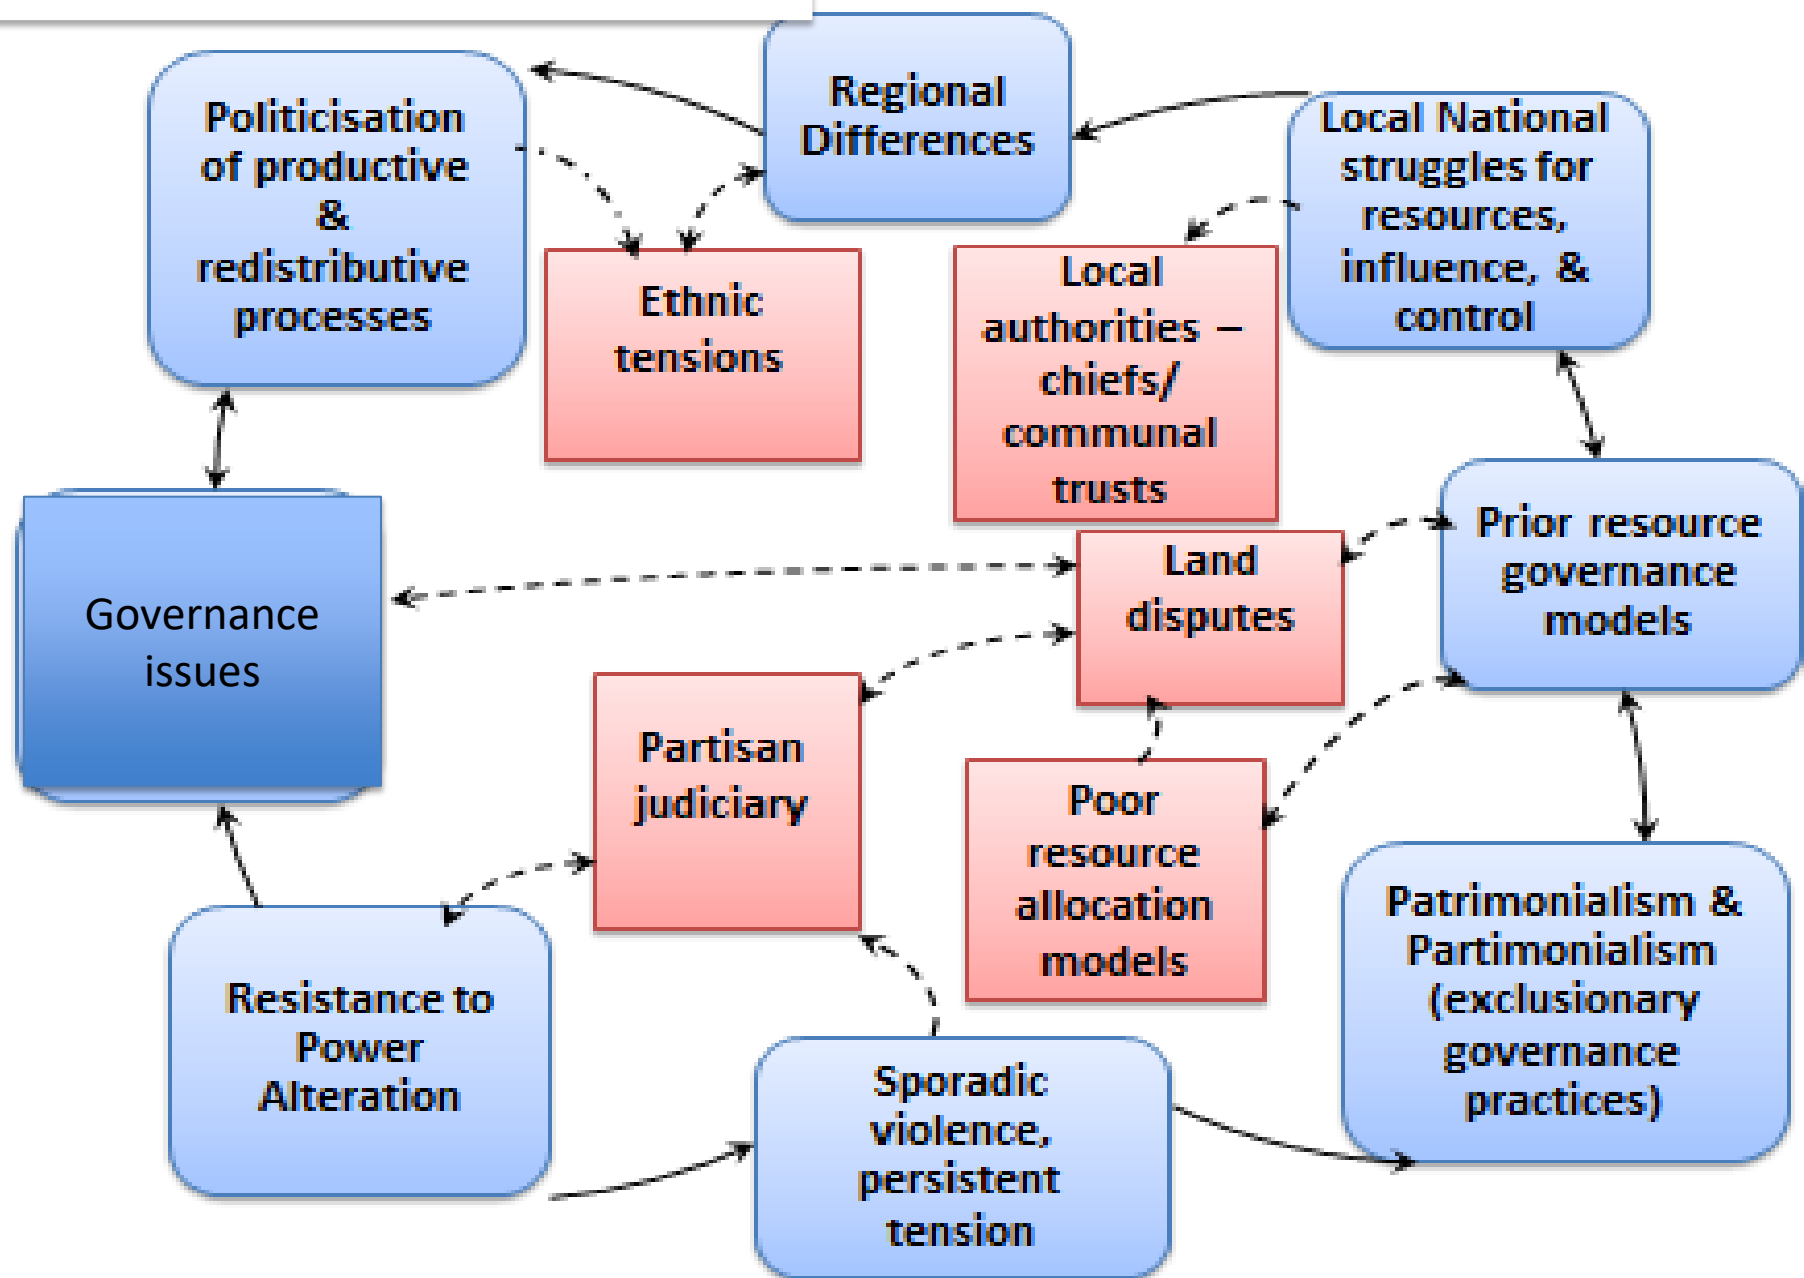 Regional
Differences
Politicisation
of productive
&
redistributive
processes
Local National
struggles for
resources,
influence, &
control
Ethnic
tensions
Local
authorities –
chiefs/
communal
trusts
Prior resource
governance
models
Land
disputes
Governance
issues
Partisan
judiciary
Poor
resource
allocation
models
Patrimonialism &
Partimonialism
(exclusionary
governance
practices)
Resistance to
Power
Alteration
Sporadic
violence,
persistent
tension